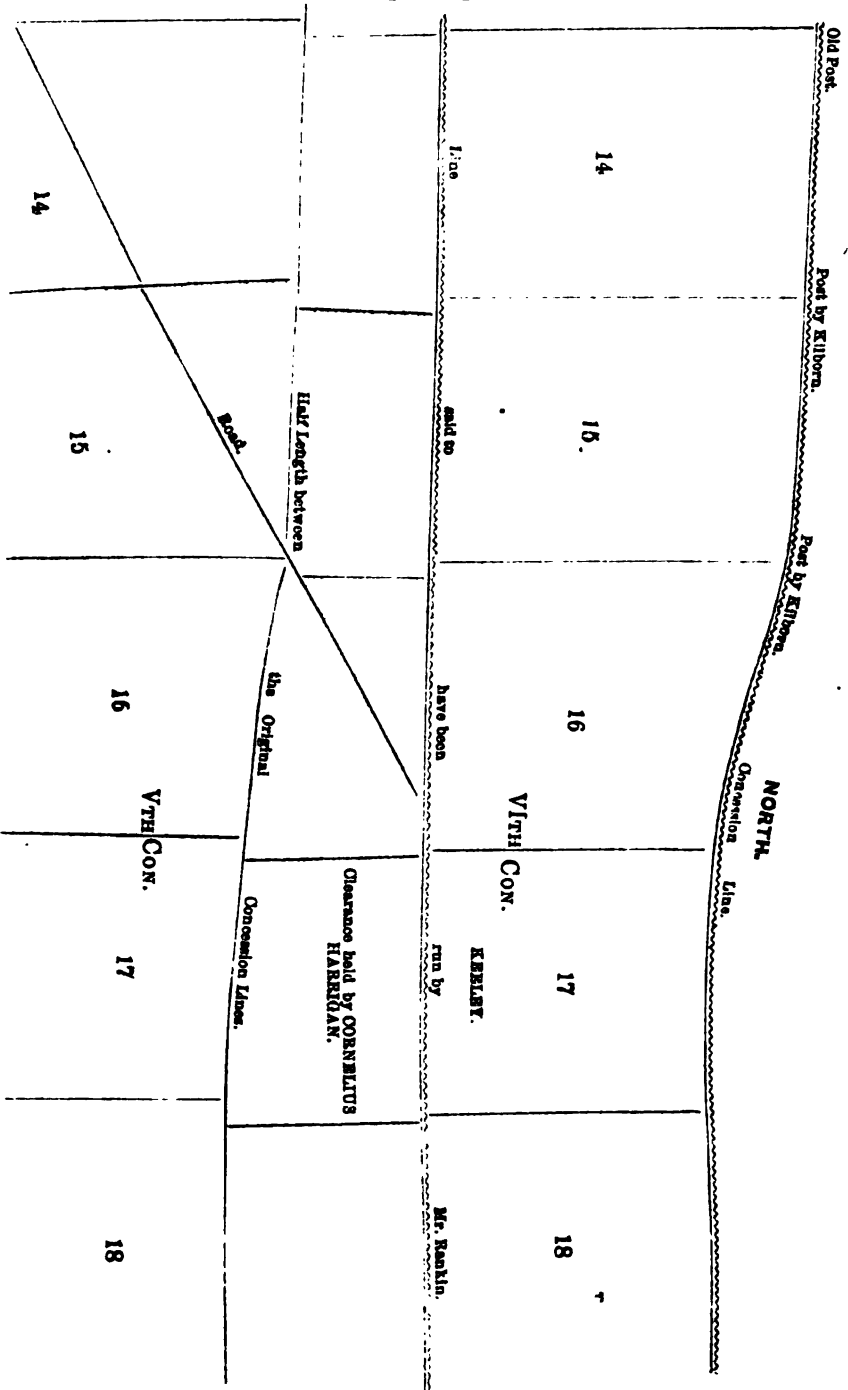 Old Post.
Post by Kilborn.
Post by Kilborn.
NORTH.
Concession Line.
14
15.
16
17
18
VITH CON.
KEELEY.
Line said to have been run by Mr. Rankin.
Clearance held by CORNELIUS
HARRIGAN.
Half Length between the Original Concession Lines.
Road.
14
15
16
17
18
VTH CON.